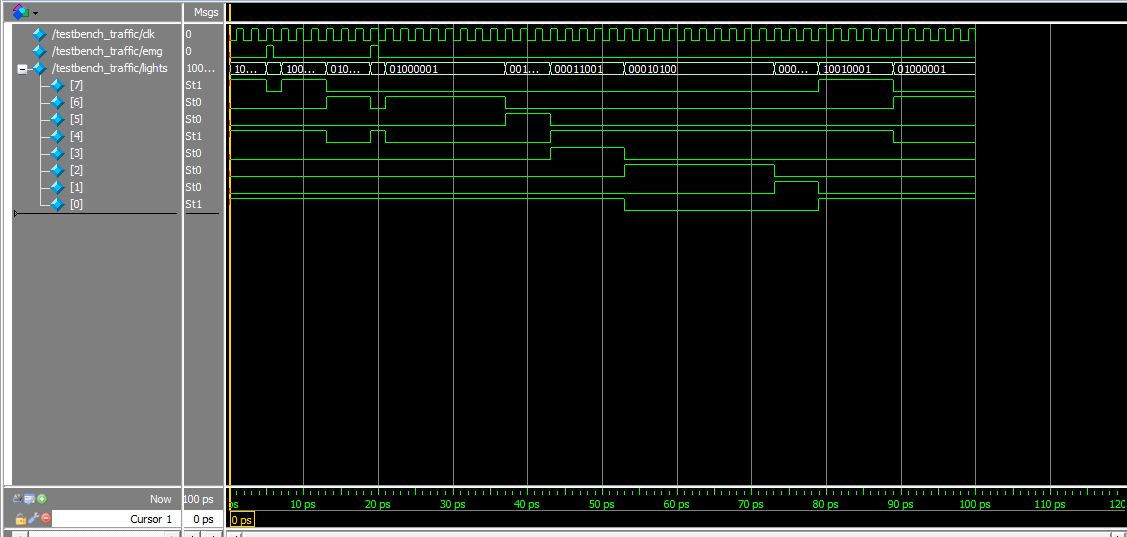 Msgs
/testbench_traffic/clk 0
/testbench_traffic/emg 0
/testbench_traffic/lights 100... 10... 100... 010... 01000001 001... 00011001 00010100 000... 10010001 01000001
[7] St1
[6] St0
[5] St0
[4] St1
[3] St0
[2] St0
[1] St0
[0] St1
Now 100 ps ps 10 ps 20 ps 30 ps 40 ps 50 ps 60 ps 70 ps 80 ps 90 ps 100 ps 110 ps 120
Cursor 1 0 ps 0 ps